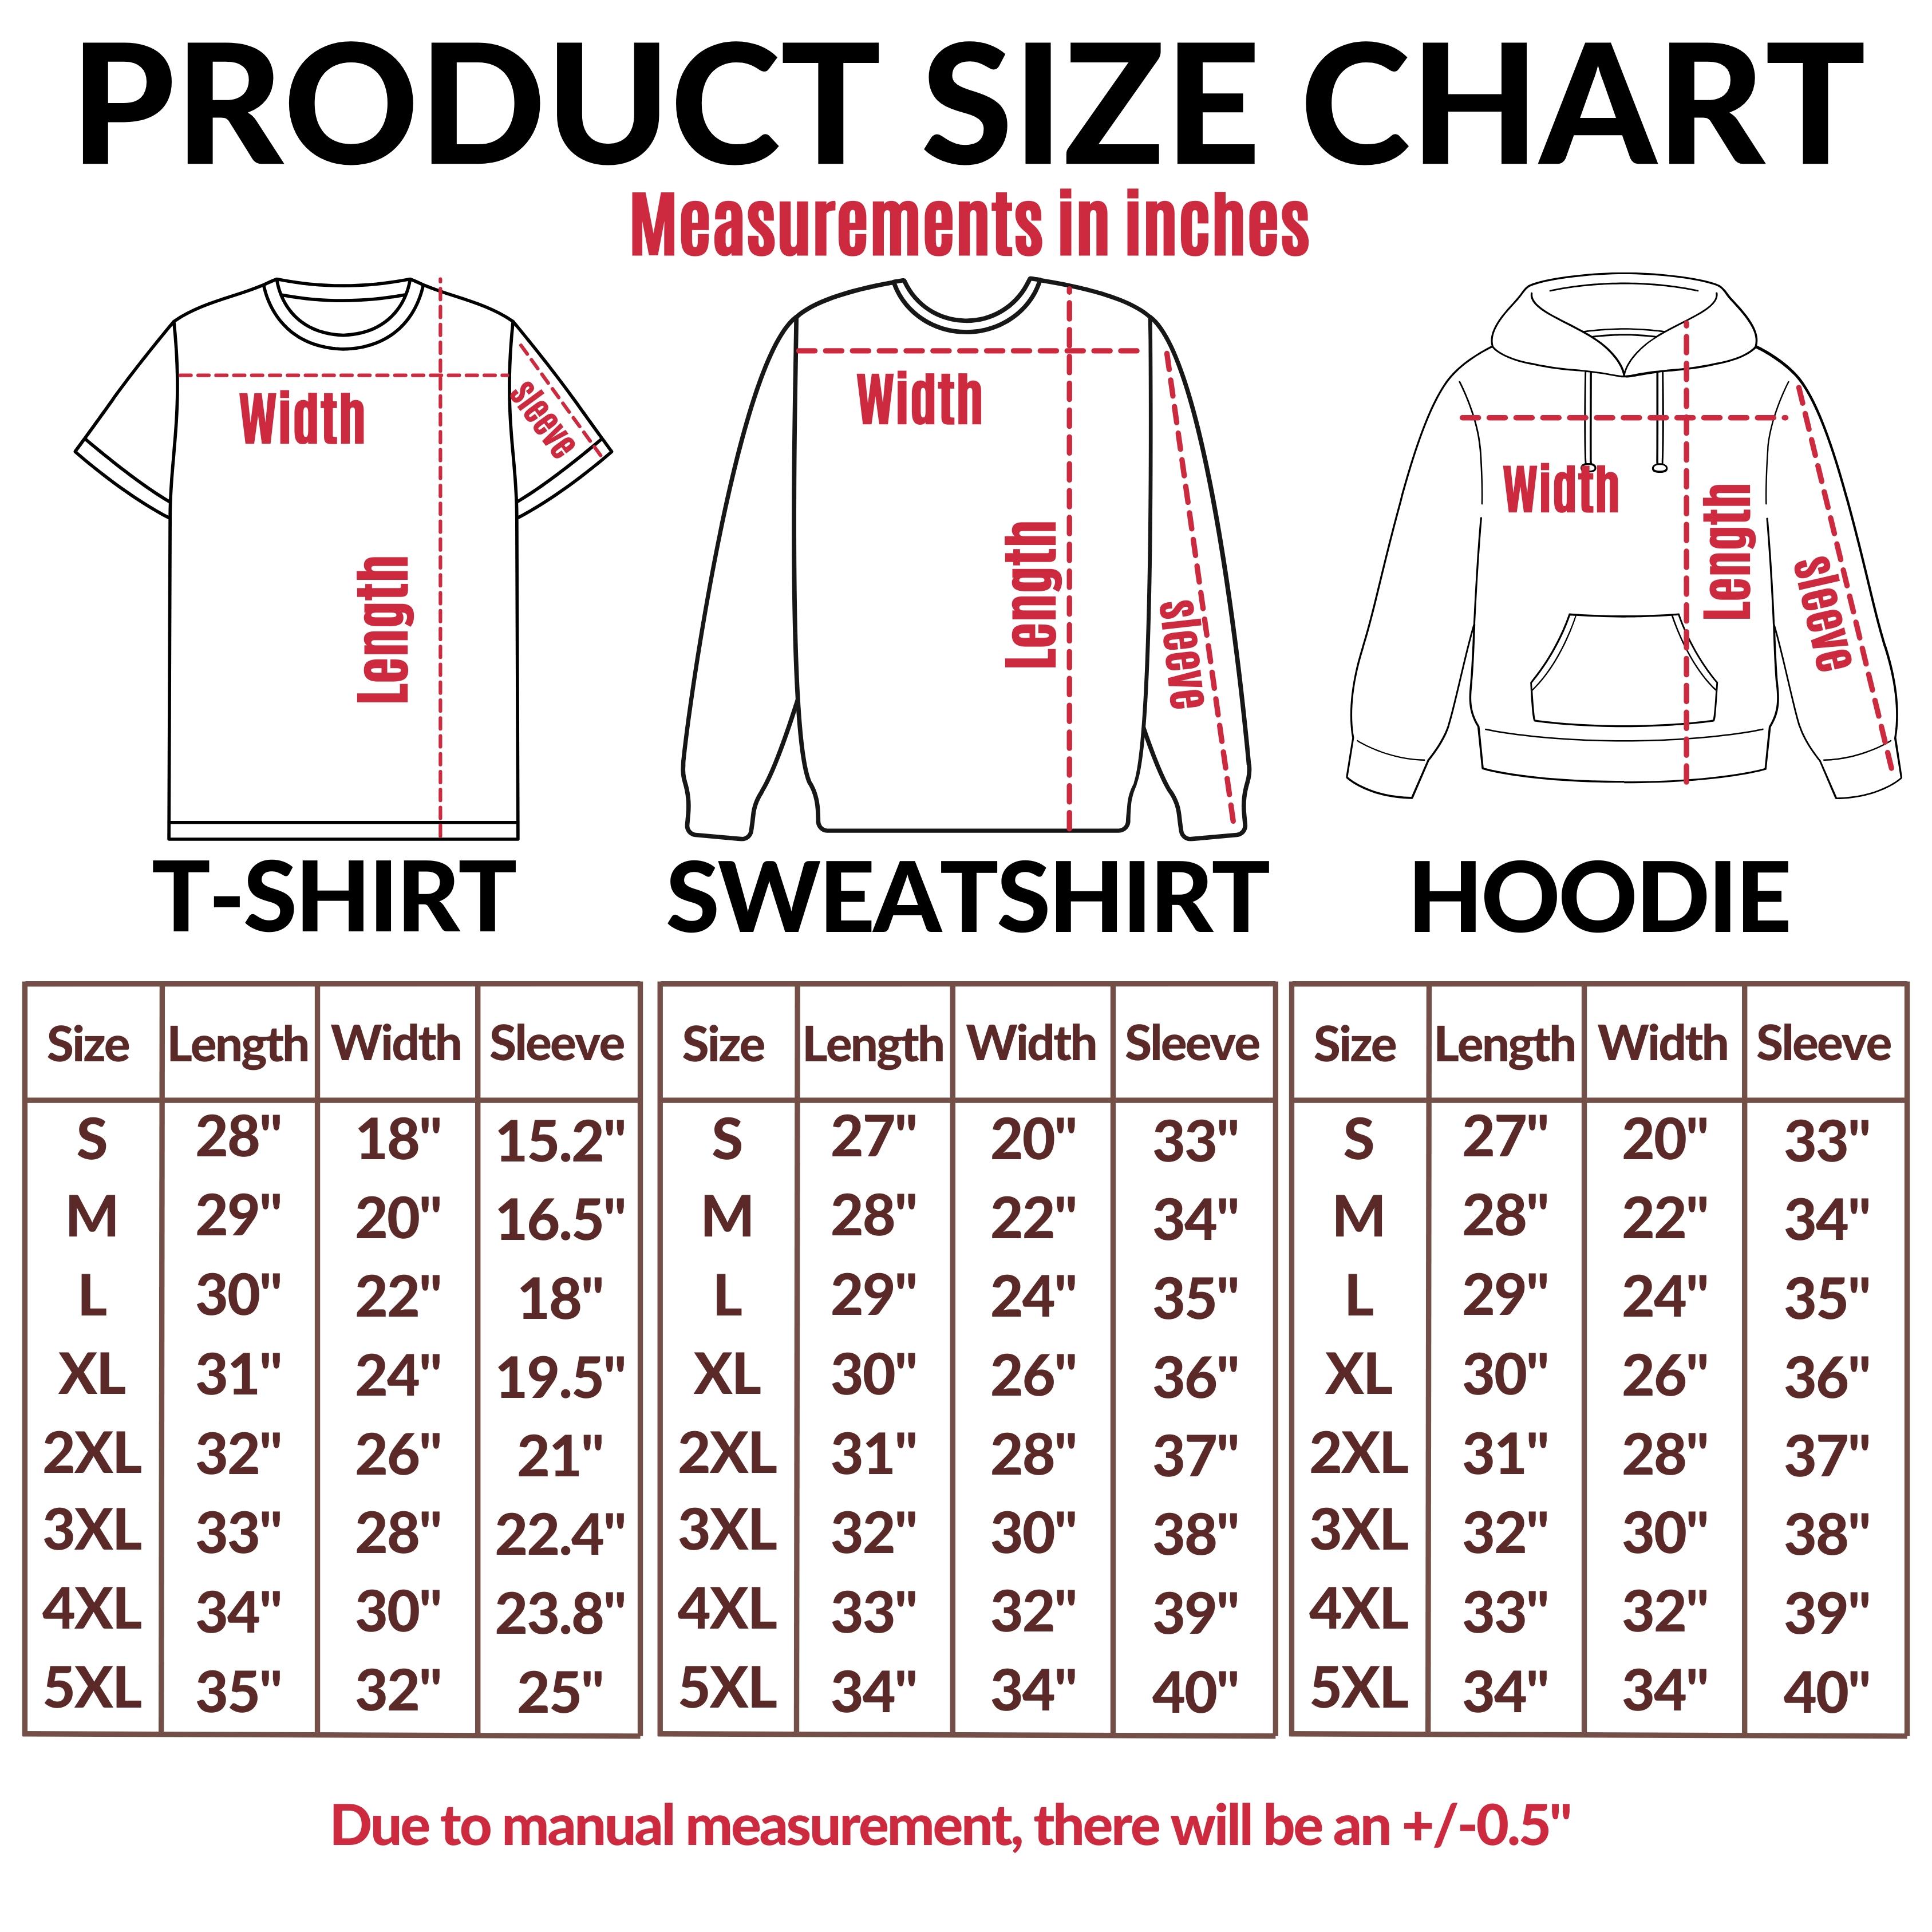 PRODUCT SIZE CHART
Measurements in inches
Width
sleeve
Length
Width
Length
sleeve
Width
Length
sleeve
T-SHIRT SWEATSHIRT HOODIE
Size Length Width Sleeve Size Length Width Sleeve Size Length Width Sleeve
S 28" 18" 15.2" S 27" 20" 33" S 27" 20" 33"
M 29" 20" 16.5" M 28" 22" 34" M 28" 22" 34"
L 30" 22" 18" L 29" 24" 35" L 29" 24" 35"
XL 31" 24" 19.5" XL 30" 26" 36" XL 30" 26" 36"
2XL 32" 26" 21" 2XL 31" 28" 37" 2XL 31" 28" 37"
3XL 33" 28" 22.4" 3XL 32" 30" 38" 3XL 32" 30" 38"
4XL 34" 30" 23.8" 4XL 33" 32" 39" 4XL 33" 32" 39"
5XL 35" 32" 25" 5XL 34" 34" 40" 5XL 34" 34" 40"
Due to manual measurement, there will be an +/-0.5"